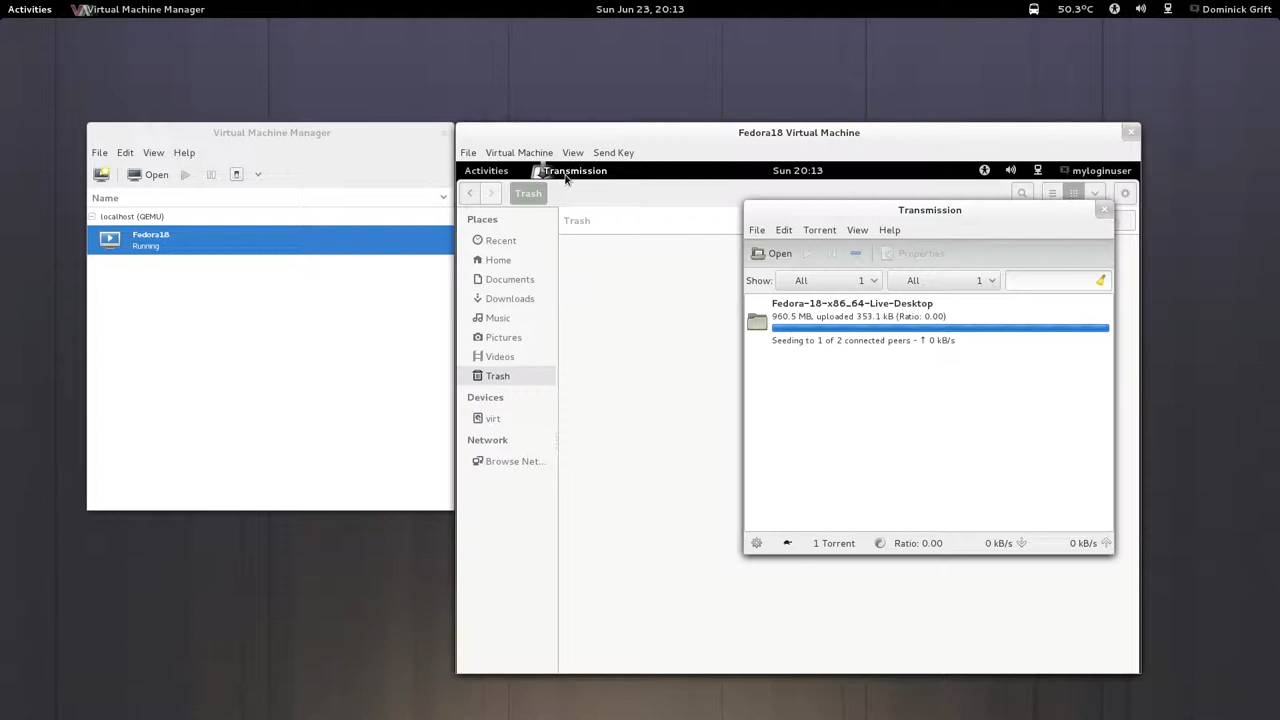 Activities Virtual Machine Manager Sun Jun 23, 20:13 50.3°C Dominick Grift
Virtual Machine Manager
File Edit View Help
Open
Name
localhost (QEMU)
Fedora18
Running
Fedora18 Virtual Machine
File Virtual Machine View Send Key
Activities Transmission Sun 20:13 myloginuser
Trash
Places
Recent
Home
Documents
Downloads
Music
Pictures
Videos
Trash
Devices
virt
Network
Browse Net...
Trash
Transmission
File Edit Torrent View Help
Open Properties
Show: All 1 All 1
Fedora-18-x86_64-Live-Desktop
960.5 MB, uploaded 353.1 kB (Ratio: 0.00)
Seeding to 1 of 2 connected peers - ↑ 0 kB/s
1 Torrent Ratio: 0.00 0 kB/s 0 kB/s